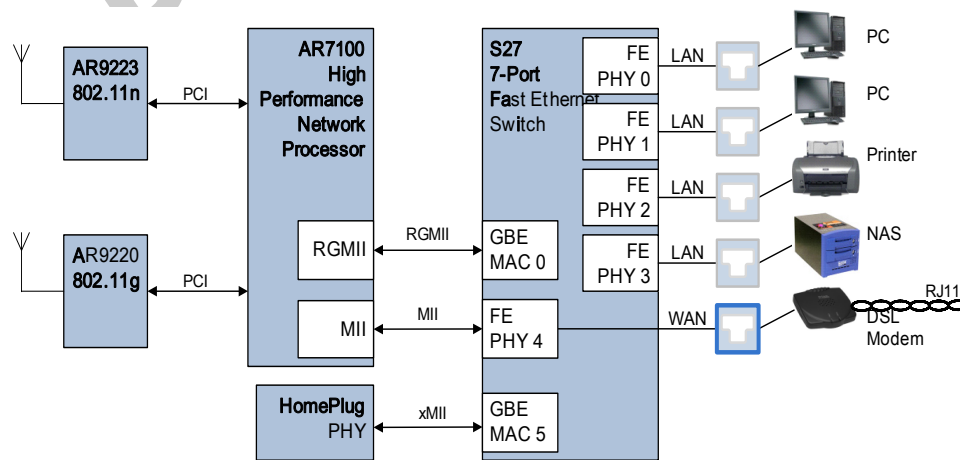 AR9223
802.11n
PCI
AR7100
High
Performance
Network
Processor
S27
7-Port
Fast Ethernet
Switch
FE
PHY 0
LAN
PC
FE
PHY 1
LAN
PC
FE
PHY 2
LAN
Printer
FE
PHY 3
LAN
NAS
AR9220
802.11g
PCI
RGMII
RGMII
GBE
MAC 0
MII
MII
FE
PHY 4
WAN
RJ11
DSL
Modem
HomePlug
PHY
xMII
GBE
MAC 5